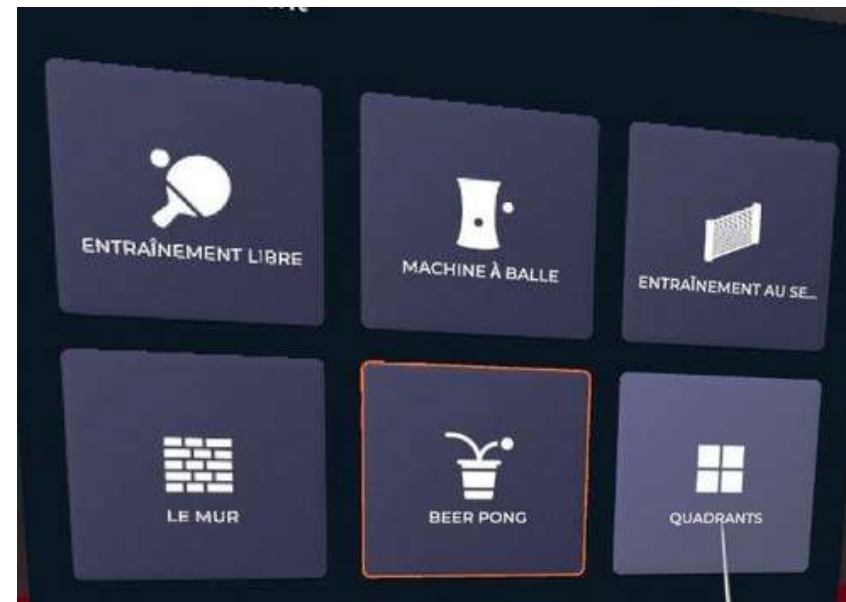 ENTRAÎNEMENT LIBRE
MACHINE À BALLE
ENTRAÎNEMENT AU SE...
LE MUR
BEER PONG
QUADRANTS